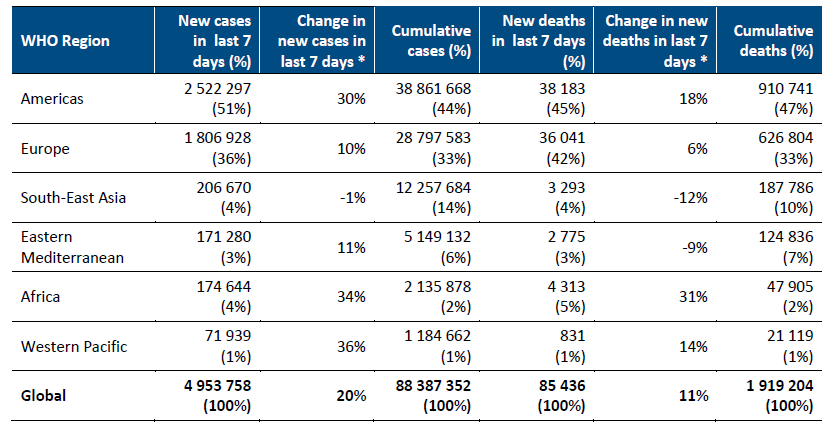 WHO Region
New cases
in last 7
days (%)
Change in
new cases in
last 7 days *
Cumulative
cases (%)
New deaths
in last 7 days
(%)
Change in new
deaths in last 7
days *
Cumulative
deaths (%)
Americas
2 522 297
(51%)
30%
38 861 668
(44%)
38 183
(45%)
18%
910 741
(47%)
Europe
1 806 928
(36%)
10%
28 797 583
(33%)
36 041
(42%)
6%
626 804
(33%)
South-East Asia
206 670
(4%)
-1%
12 257 684
(14%)
3 293
(4%)
-12%
187 786
(10%)
Eastern
Mediterranean
171 280
(3%)
11%
5 149 132
(6%)
2 775
(3%)
-9%
124 836
(7%)
Africa
174 644
(4%)
34%
2 135 878
(2%)
4 313
(5%)
31%
47 905
(2%)
Western Pacific
71 939
(1%)
36%
1 184 662
(1%)
831
(1%)
14%
21 119
(1%)
Global
4 953 758
(100%)
20%
88 387 352
(100%)
85 436
(100%)
11%
1 919 204
(100%)